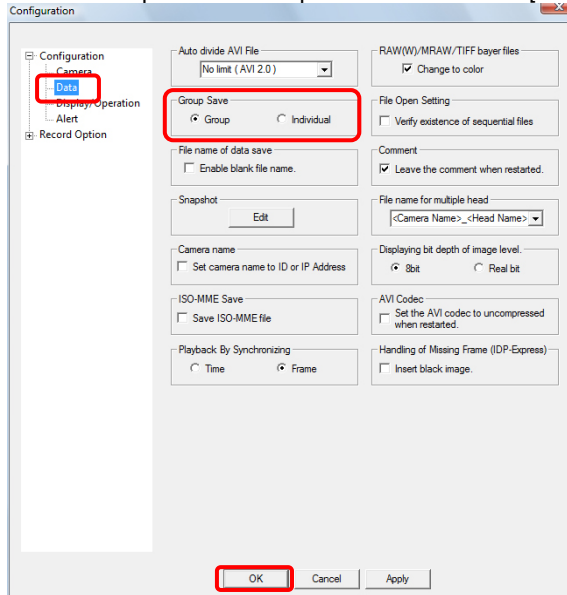 Configuration
Configuration
Camera
Data
Display/Operation
Alert
Record Option
Auto divide AVI File
No limit ( AVI 2.0 )
RAW(W)/MRAW/TIFF bayer files
Change to color
Group Save
Group
Individual
File Open Setting
Verify existence of sequential files
File name of data save
Enable blank file name.
Comment
Leave the comment when restarted.
Snapshot
Edit
File name for multiple head
<Camera Name>_<Head Name>
Camera name
Set camera name to ID or IP Address
Displaying bit depth of image level.
8bit
Real bit
ISO-MME Save
Save ISO-MME file
AVI Codec
Set the AVI codec to uncompressed
when restarted.
Playback By Synchronizing
Time
Frame
Handling of Missing Frame (IDP-Express)
Insert black image.
OK
Cancel
Apply